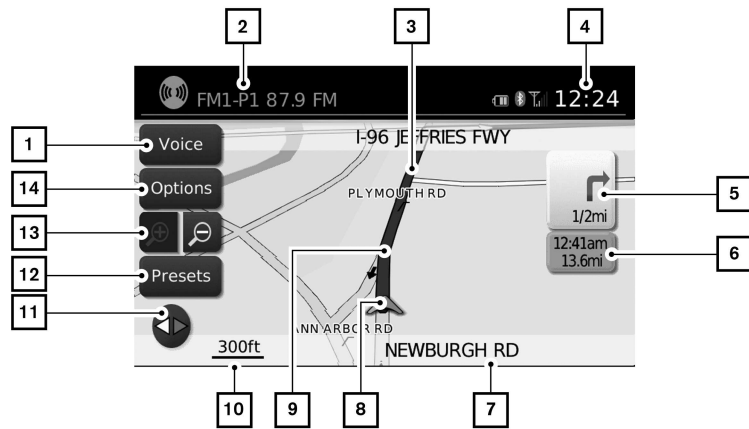 2
3
4
FM1-P1 87.9 FM
12:24
1
Voice
I-96 JEFFRIES FWY
14
Options
PLYMOUTH RD
1/2mi
5
13
12:41am
13.6mi
6
12
Presets
11
ANN ARBOR RD
300ft
NEWBURGH RD
10
9
8
7